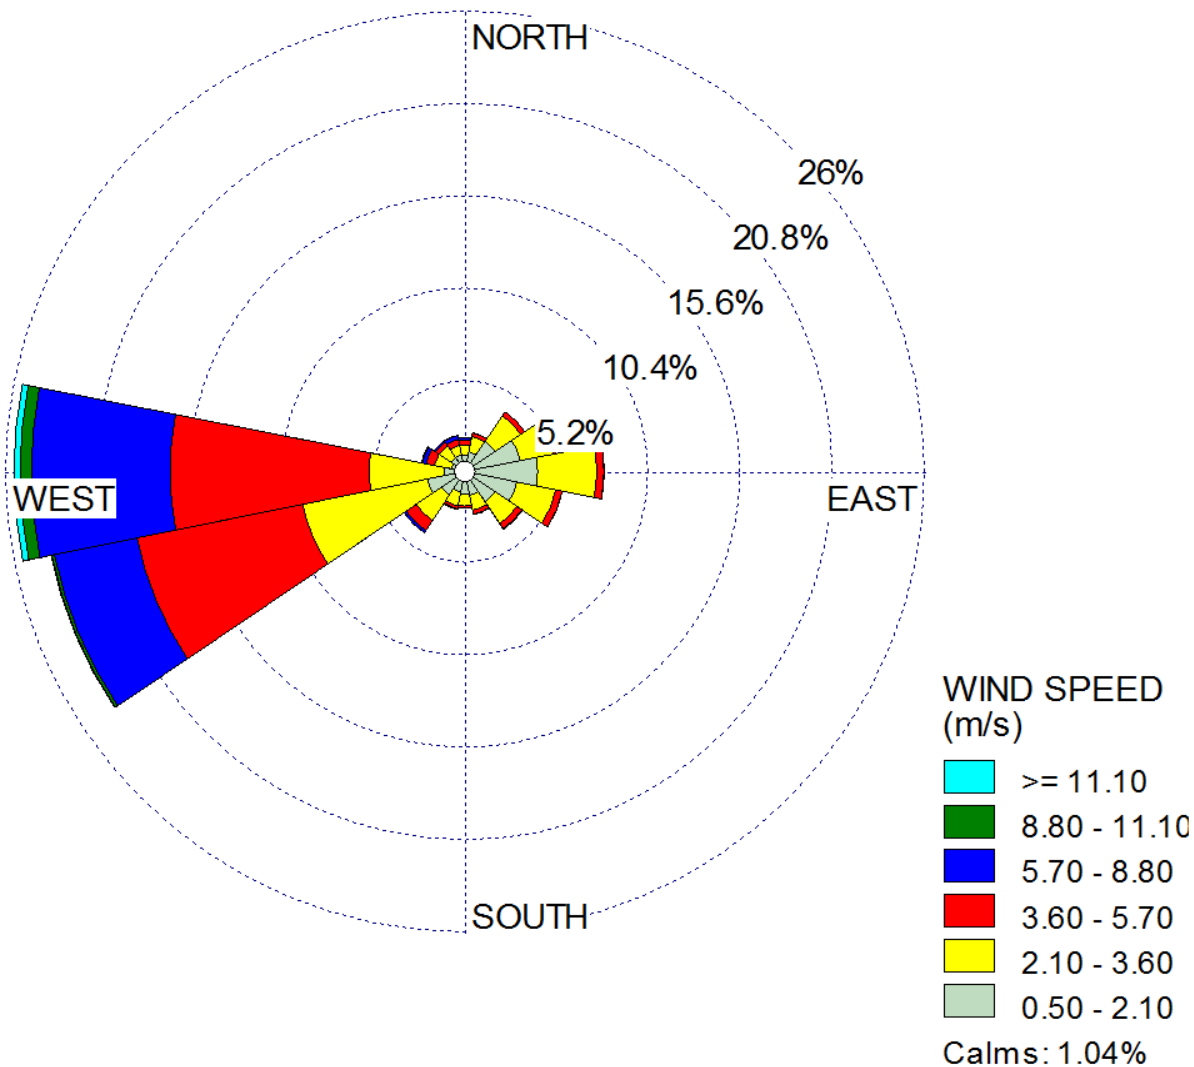 NORTH
26%
20.8%
15.6%
10.4%
5.2%
WEST
EAST
SOUTH
WIND SPEED
(m/s)
>= 11.10
8.80 - 11.10
5.70 - 8.80
3.60 - 5.70
2.10 - 3.60
0.50 - 2.10
Calms: 1.04%